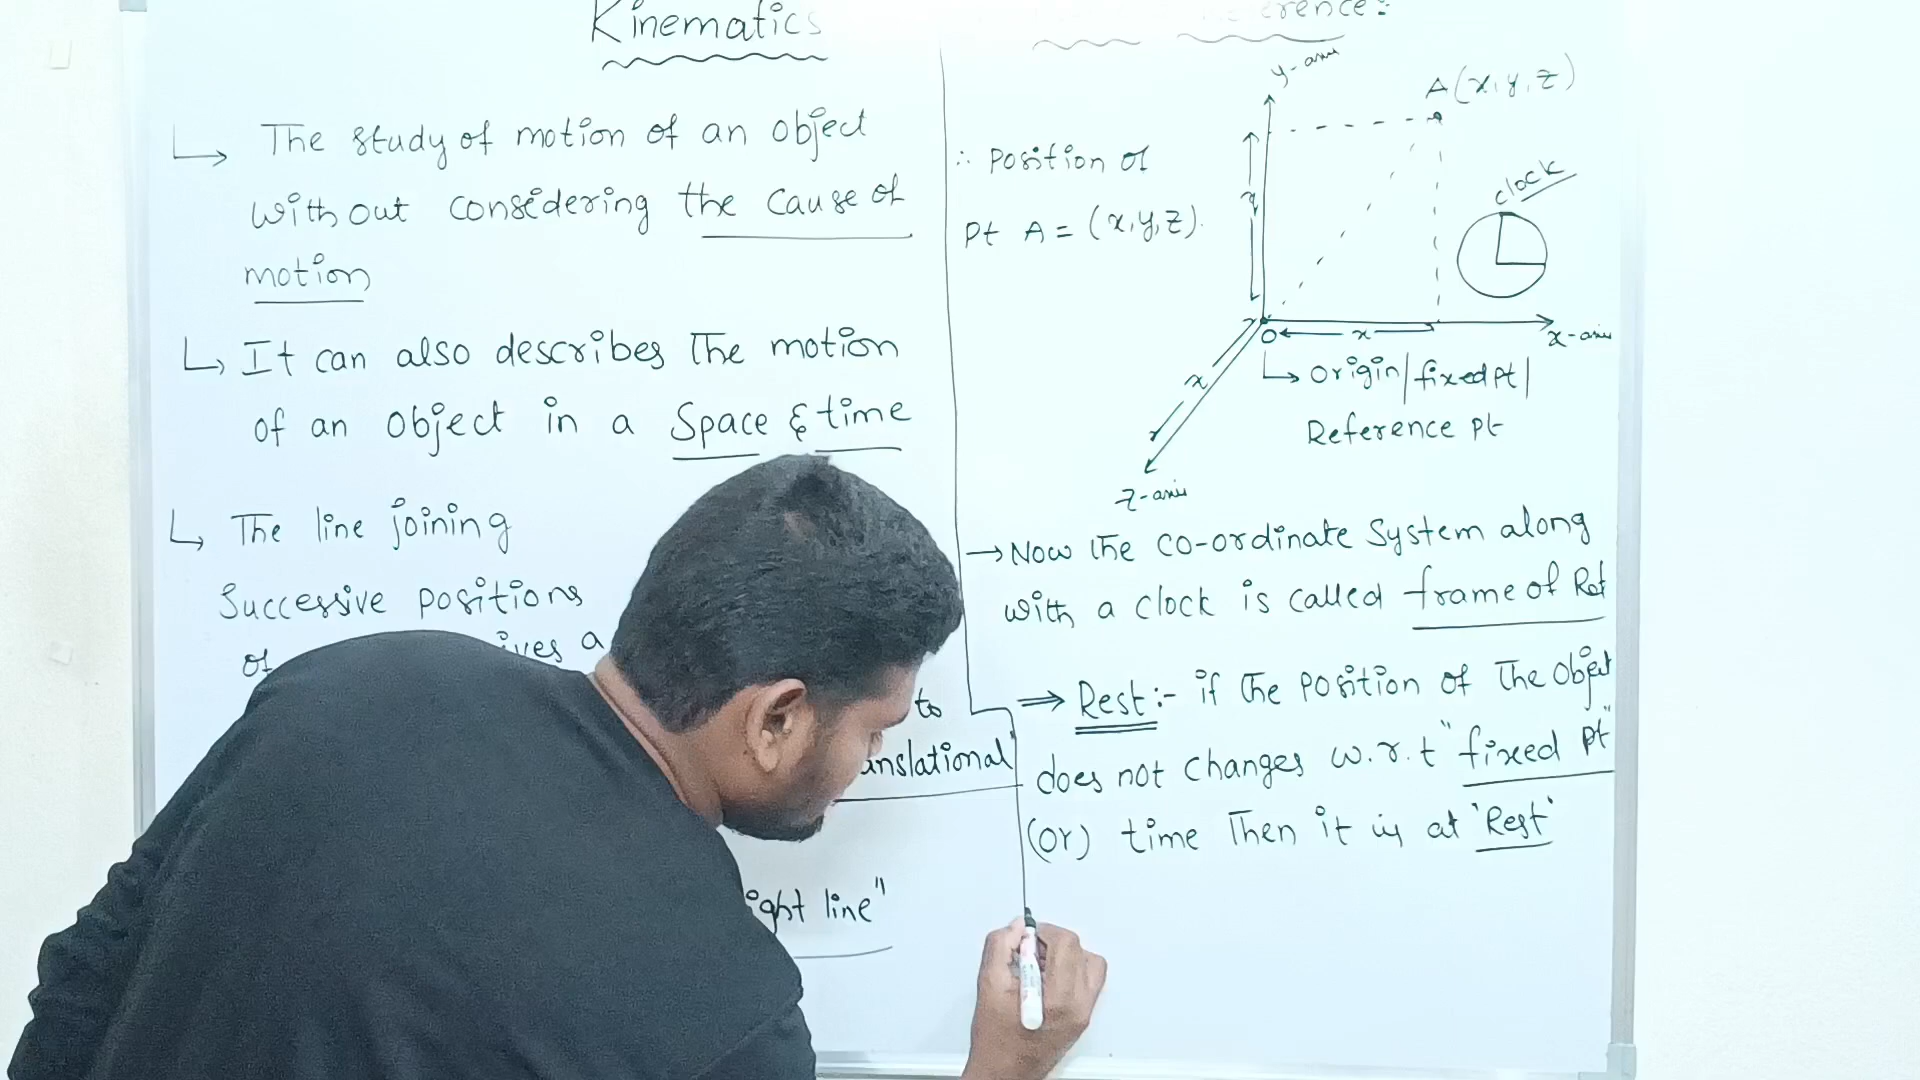 Kinematics
The study of motion of an object
without considering the cause of
motion
It can also describes The motion
of an object in a Space & time
The line joining
Successive positions
of
ives a
to
anslational"
ight line"
erence:
y-axis
A(x,y,z)
∴ position of
Pt A = (x,y,z).
clock
y
x
O
x
x-axis
origin/fixed pt/
Reference pt
z-axis
→ Now the co-ordinate System along
with a clock is called frame of Ref
⇒ Rest:- if the position of The object
does not changes w.r.t "fixed pt"
(or) time Then it is at 'Rest'